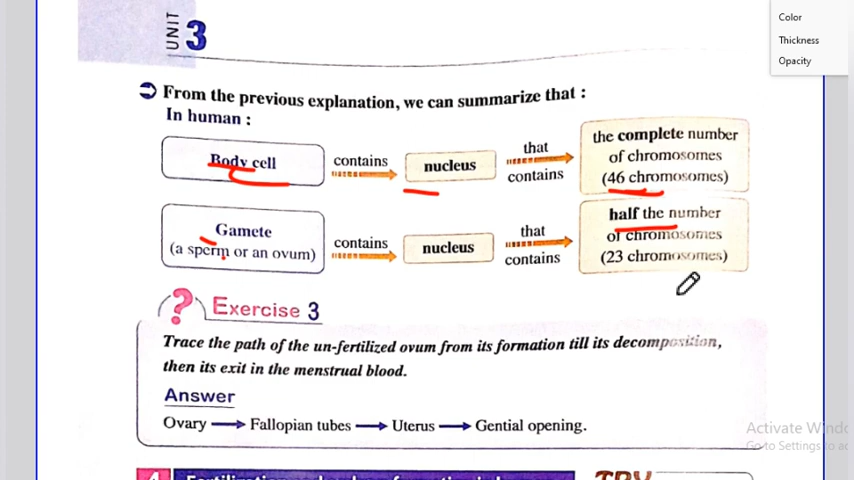 Color
Thickness
Opacity
UNIT 3
From the previous explanation, we can summarize that :
In human :
Body cell
contains
nucleus
that
contains
the complete number
of chromosomes
(46 chromosomes)
Gamete
(a sperm or an ovum)
contains
nucleus
that
contains
half the number
of chromosomes
(23 chromosomes)
? Exercise 3
Trace the path of the un-fertilized ovum from its formation till its decomposition,
then its exit in the menstrual blood.
Answer
Ovary → Fallopian tubes → Uterus → Gential opening.
Activate Windo
Go to Settings to ac